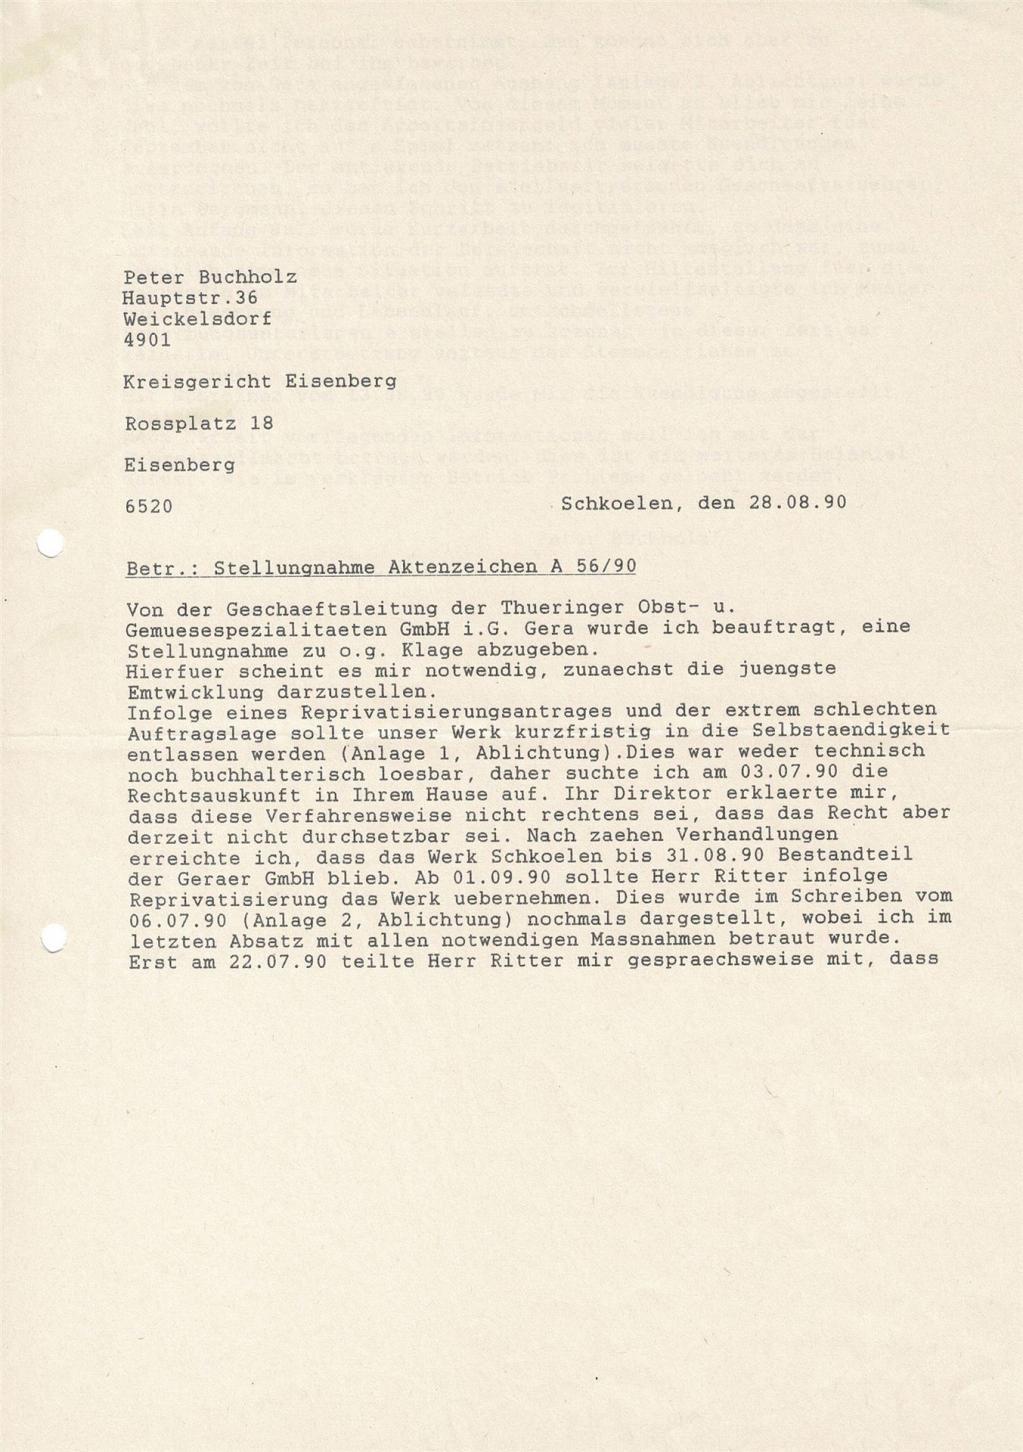 Peter Buchholz
Hauptstr.36
Weickelsdorf
4901
Kreisgericht Eisenberg
Rossplatz 18
Eisenberg
6520
Schkoelen, den 28.08.90
Betr.: Stellungnahme Aktenzeichen A 56/90
Von der Geschaeftsleitung der Thueringer Obst- u.
Gemuesespezialitaeten GmbH i.G. Gera wurde ich beauftragt, eine
Stellungnahme zu o.g. Klage abzugeben.
Hierfuer scheint es mir notwendig, zunaechst die juengste
Emtwicklung darzustellen.
Infolge eines Reprivatisierungsantrages und der extrem schlechten
Auftragslage sollte unser Werk kurzfristig in die Selbstaendigkeit
entlassen werden (Anlage 1, Ablichtung).Dies war weder technisch
noch buchhalterisch loesbar, daher suchte ich am 03.07.90 die
Rechtsauskunft in Ihrem Hause auf. Ihr Direktor erklaerte mir,
dass diese Verfahrensweise nicht rechtens sei, dass das Recht aber
derzeit nicht durchsetzbar sei. Nach zaehen Verhandlungen
erreichte ich, dass das Werk Schkoelen bis 31.08.90 Bestandteil
der Geraer GmbH blieb. Ab 01.09.90 sollte Herr Ritter infolge
Reprivatisierung das Werk uebernehmen. Dies wurde im Schreiben vom
06.07.90 (Anlage 2, Ablichtung) nochmals dargestellt, wobei ich im
letzten Absatz mit allen notwendigen Massnahmen betraut wurde.
Erst am 22.07.90 teilte Herr Ritter mir gespraechsweise mit, dass